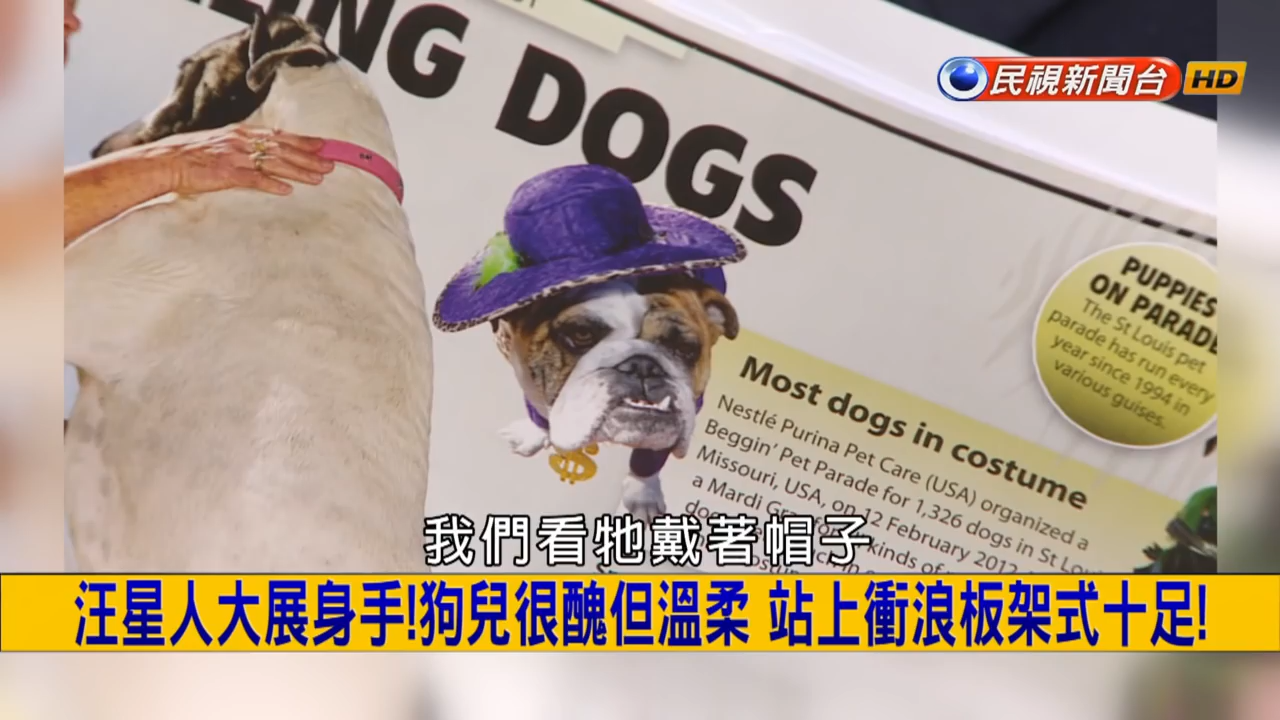 LING DOGS
民視新聞台 HD
PUPPIES
ON PARADE
The St Louis pet
parade has run every
year since 1994 in
various guises.
Most dogs in costume
Nestlé Purina Pet Care (USA) organized a
Beggin' Pet Parade for 1,326 dogs in St Loui
Missouri, USA, on 12 February 2012
a Mardi Gra kinds of
我們看牠戴著帽子
汪星人大展身手!狗兒很醜但溫柔 站上衝浪板架式十足!